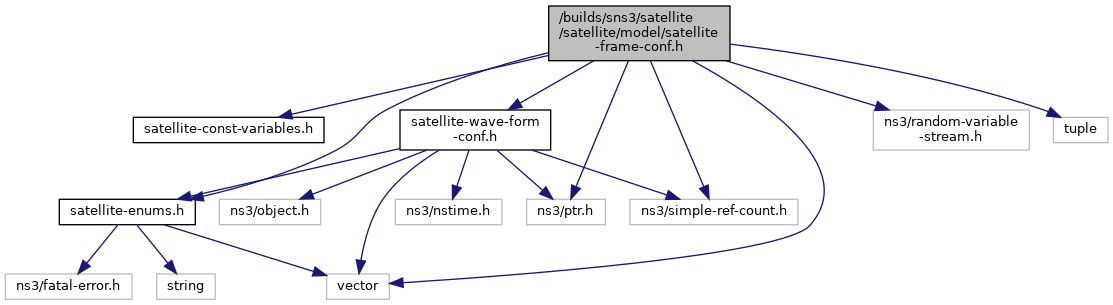 /builds/sns3/satellite
/satellite/model/satellite
-frame-conf.h
satellite-const-variables.h
satellite-wave-form
-conf.h
ns3/random-variable
-stream.h
tuple
satellite-enums.h
ns3/object.h
ns3/nstime.h
ns3/ptr.h
ns3/simple-ref-count.h
ns3/fatal-error.h
string
vector